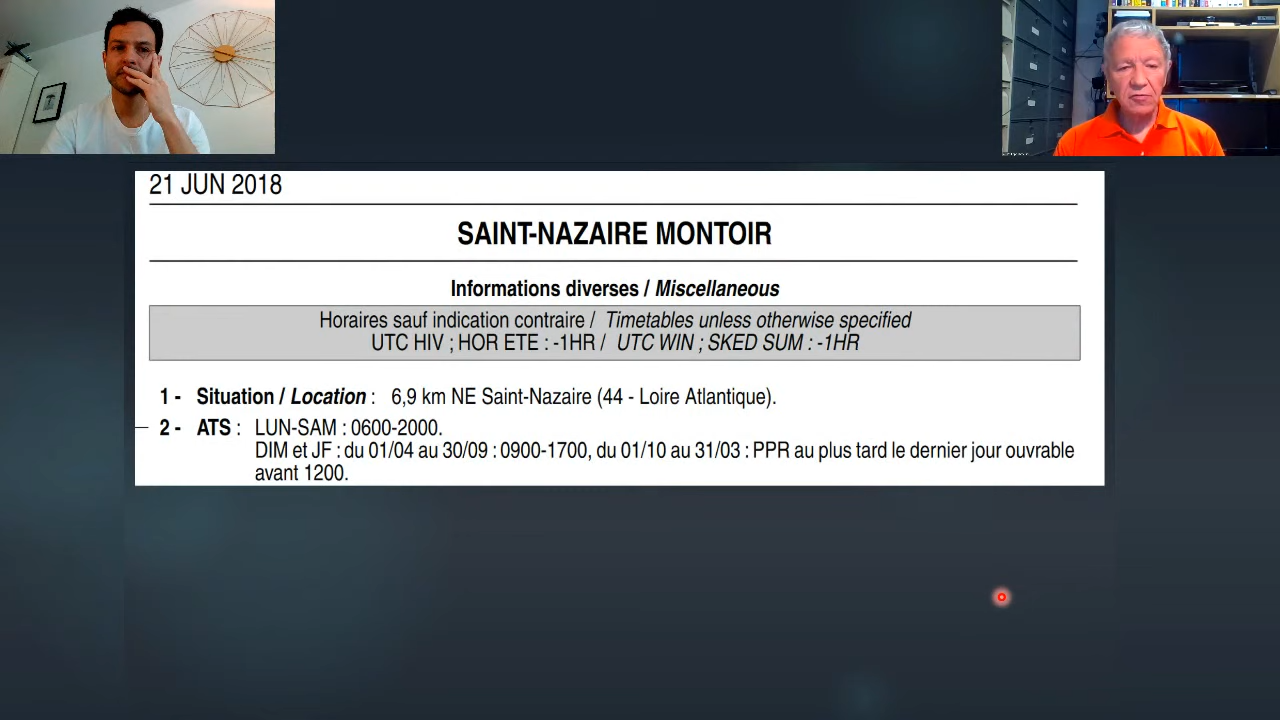 21 JUN 2018
SAINT-NAZAIRE MONTOIR
Informations diverses / Miscellaneous
Horaires sauf indication contraire / Timetables unless otherwise specified
UTC HIV ; HOR ETE : -1HR / UTC WIN ; SKED SUM : -1HR
1 - Situation / Location : 6,9 km NE Saint-Nazaire (44 - Loire Atlantique).
2 - ATS : LUN-SAM : 0600-2000.
DIM et JF : du 01/04 au 30/09 : 0900-1700, du 01/10 au 31/03 : PPR au plus tard le dernier jour ouvrable
avant 1200.